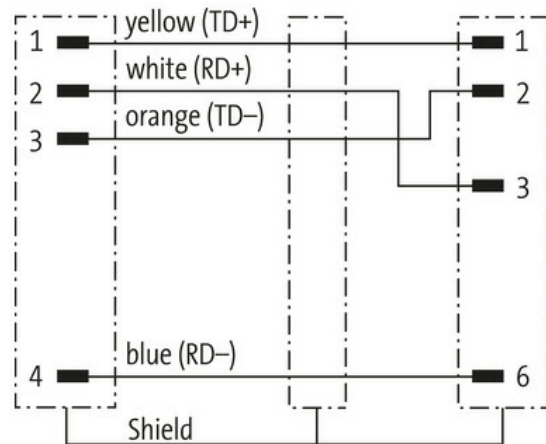 1 yellow (TD+) 1
2 white (RD+) 2
3 orange (TD–)
3
4 blue (RD–) 6
Shield